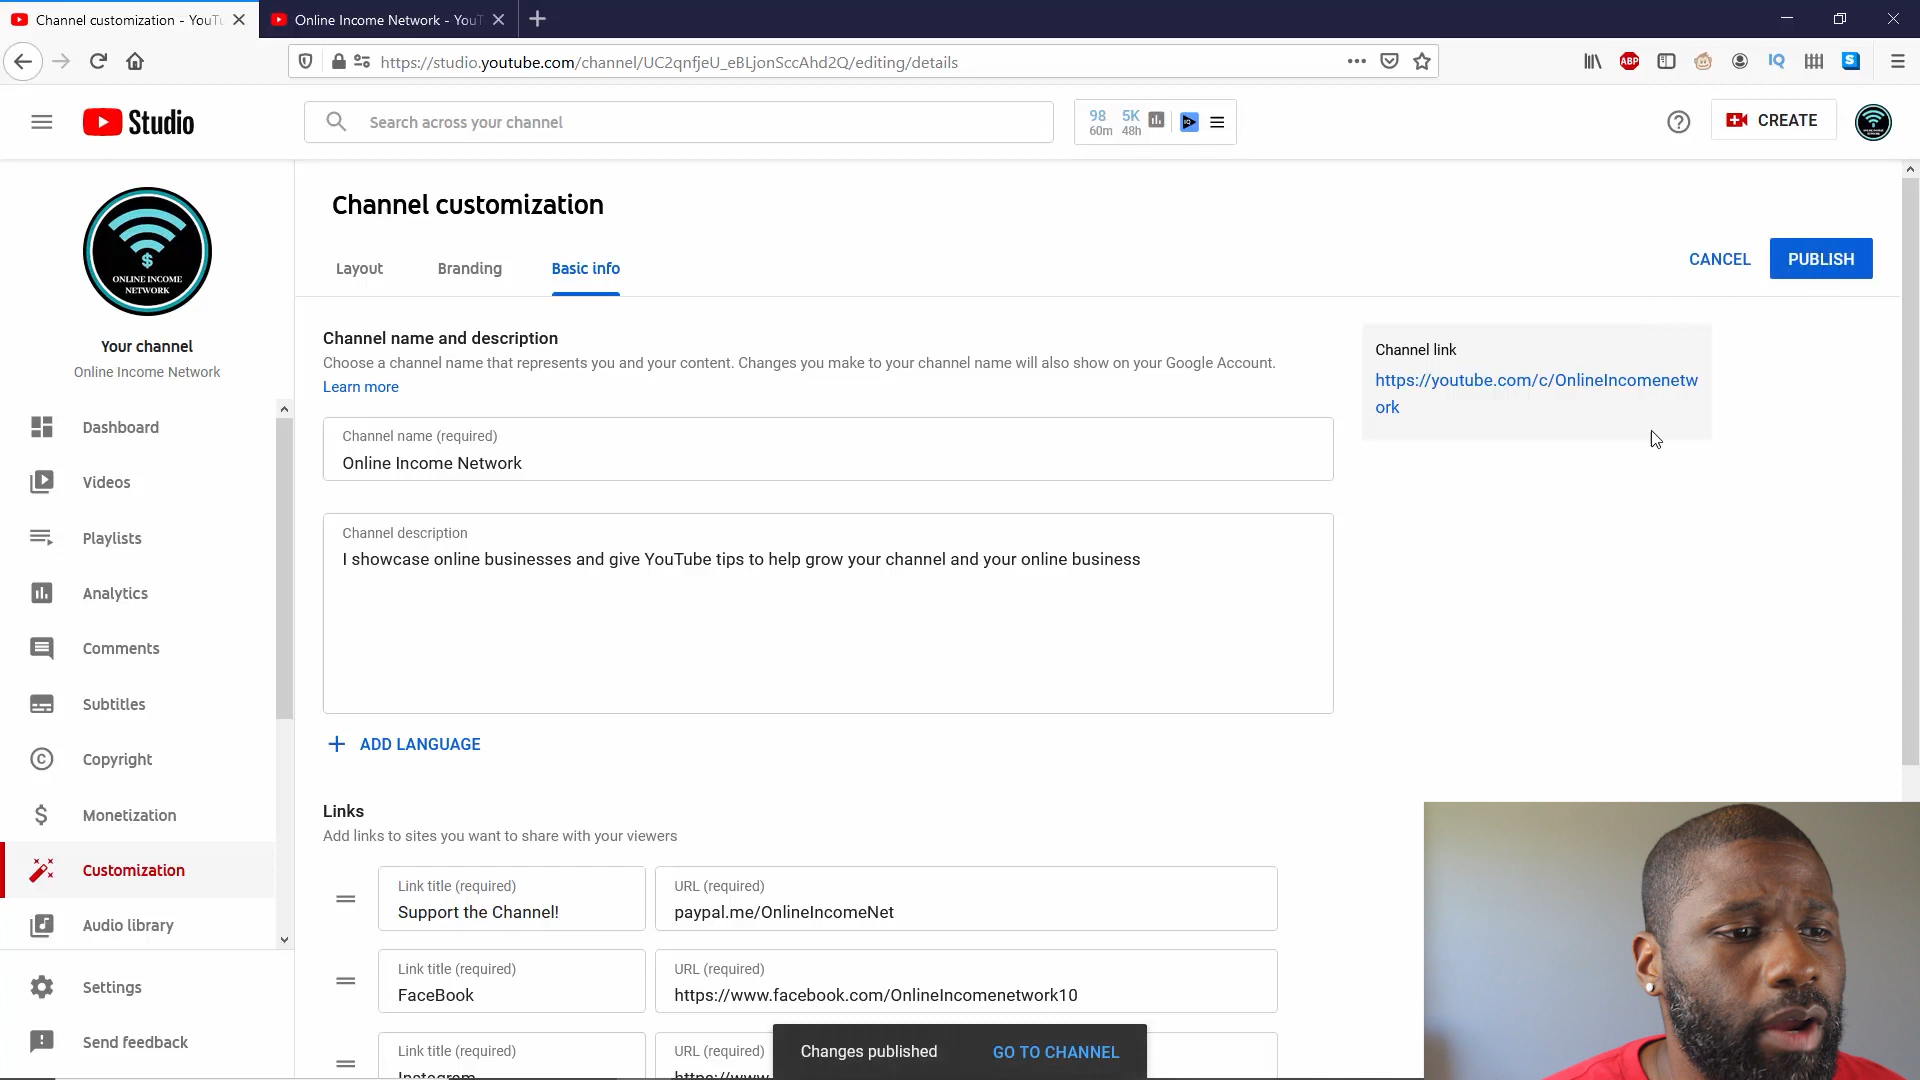 Channel customization - YouTu
Online Income Network - YouT
https://studio.youtube.com/channel/UC2qnfjeU_eBLjonSccAhd2Q/editing/details
ABP
IQ
S
Studio
Search across your channel
98 5K
60m 48h
CREATE
Channel customization
Layout Branding Basic info
CANCEL PUBLISH
ONLINE INCOME
NETWORK
Your channel
Online Income Network
Dashboard
Videos
Playlists
Analytics
Comments
Subtitles
Copyright
Monetization
Customization
Audio library
Settings
Send feedback
Channel name and description
Choose a channel name that represents you and your content. Changes you make to your channel name will also show on your Google Account.
Learn more
Channel name (required)
Online Income Network
Channel description
I showcase online businesses and give YouTube tips to help grow your channel and your online business
ADD LANGUAGE
Channel link
https://youtube.com/c/OnlineIncomenetw
ork
Links
Add links to sites you want to share with your viewers
Link title (required) URL (required)
Support the Channel! paypal.me/OnlineIncomeNet
Link title (required) URL (required)
FaceBook https://www.facebook.com/OnlineIncomenetwork10
Link title (required) URL (required)
Instagram https://www
Changes published GO TO CHANNEL